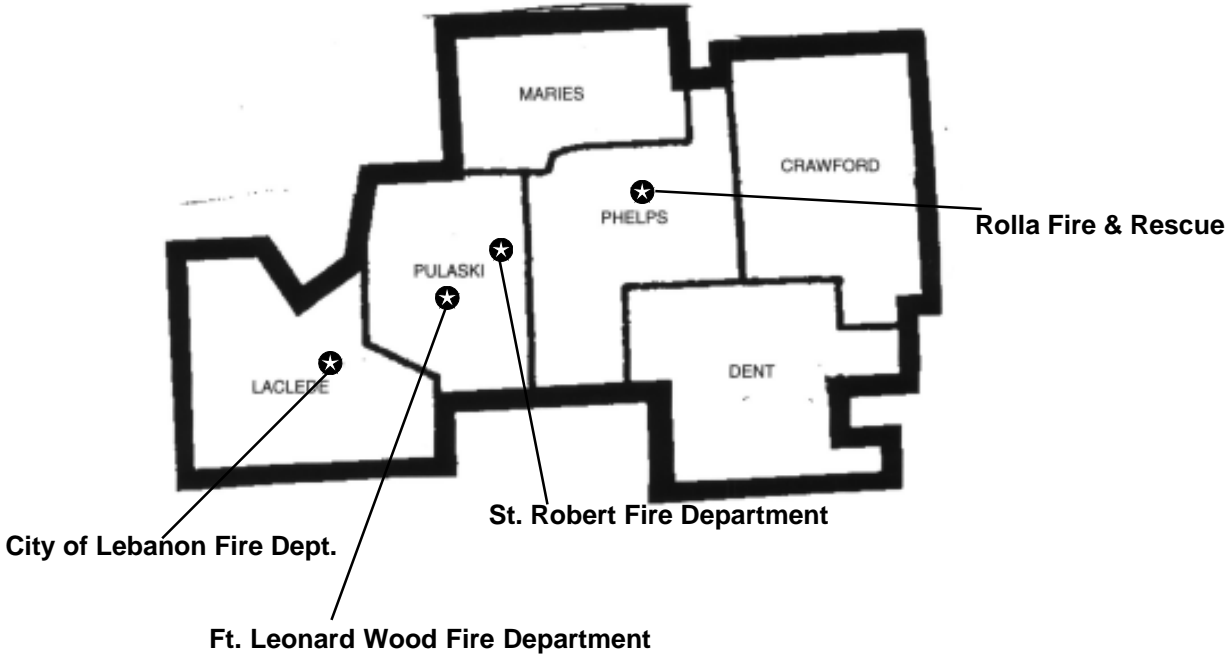 MARIES
CRAWFORD
PHELPS
Rolla Fire & Rescue
PULASKI
DENT
LACLEDE
St. Robert Fire Department
City of Lebanon Fire Dept.
Ft. Leonard Wood Fire Department